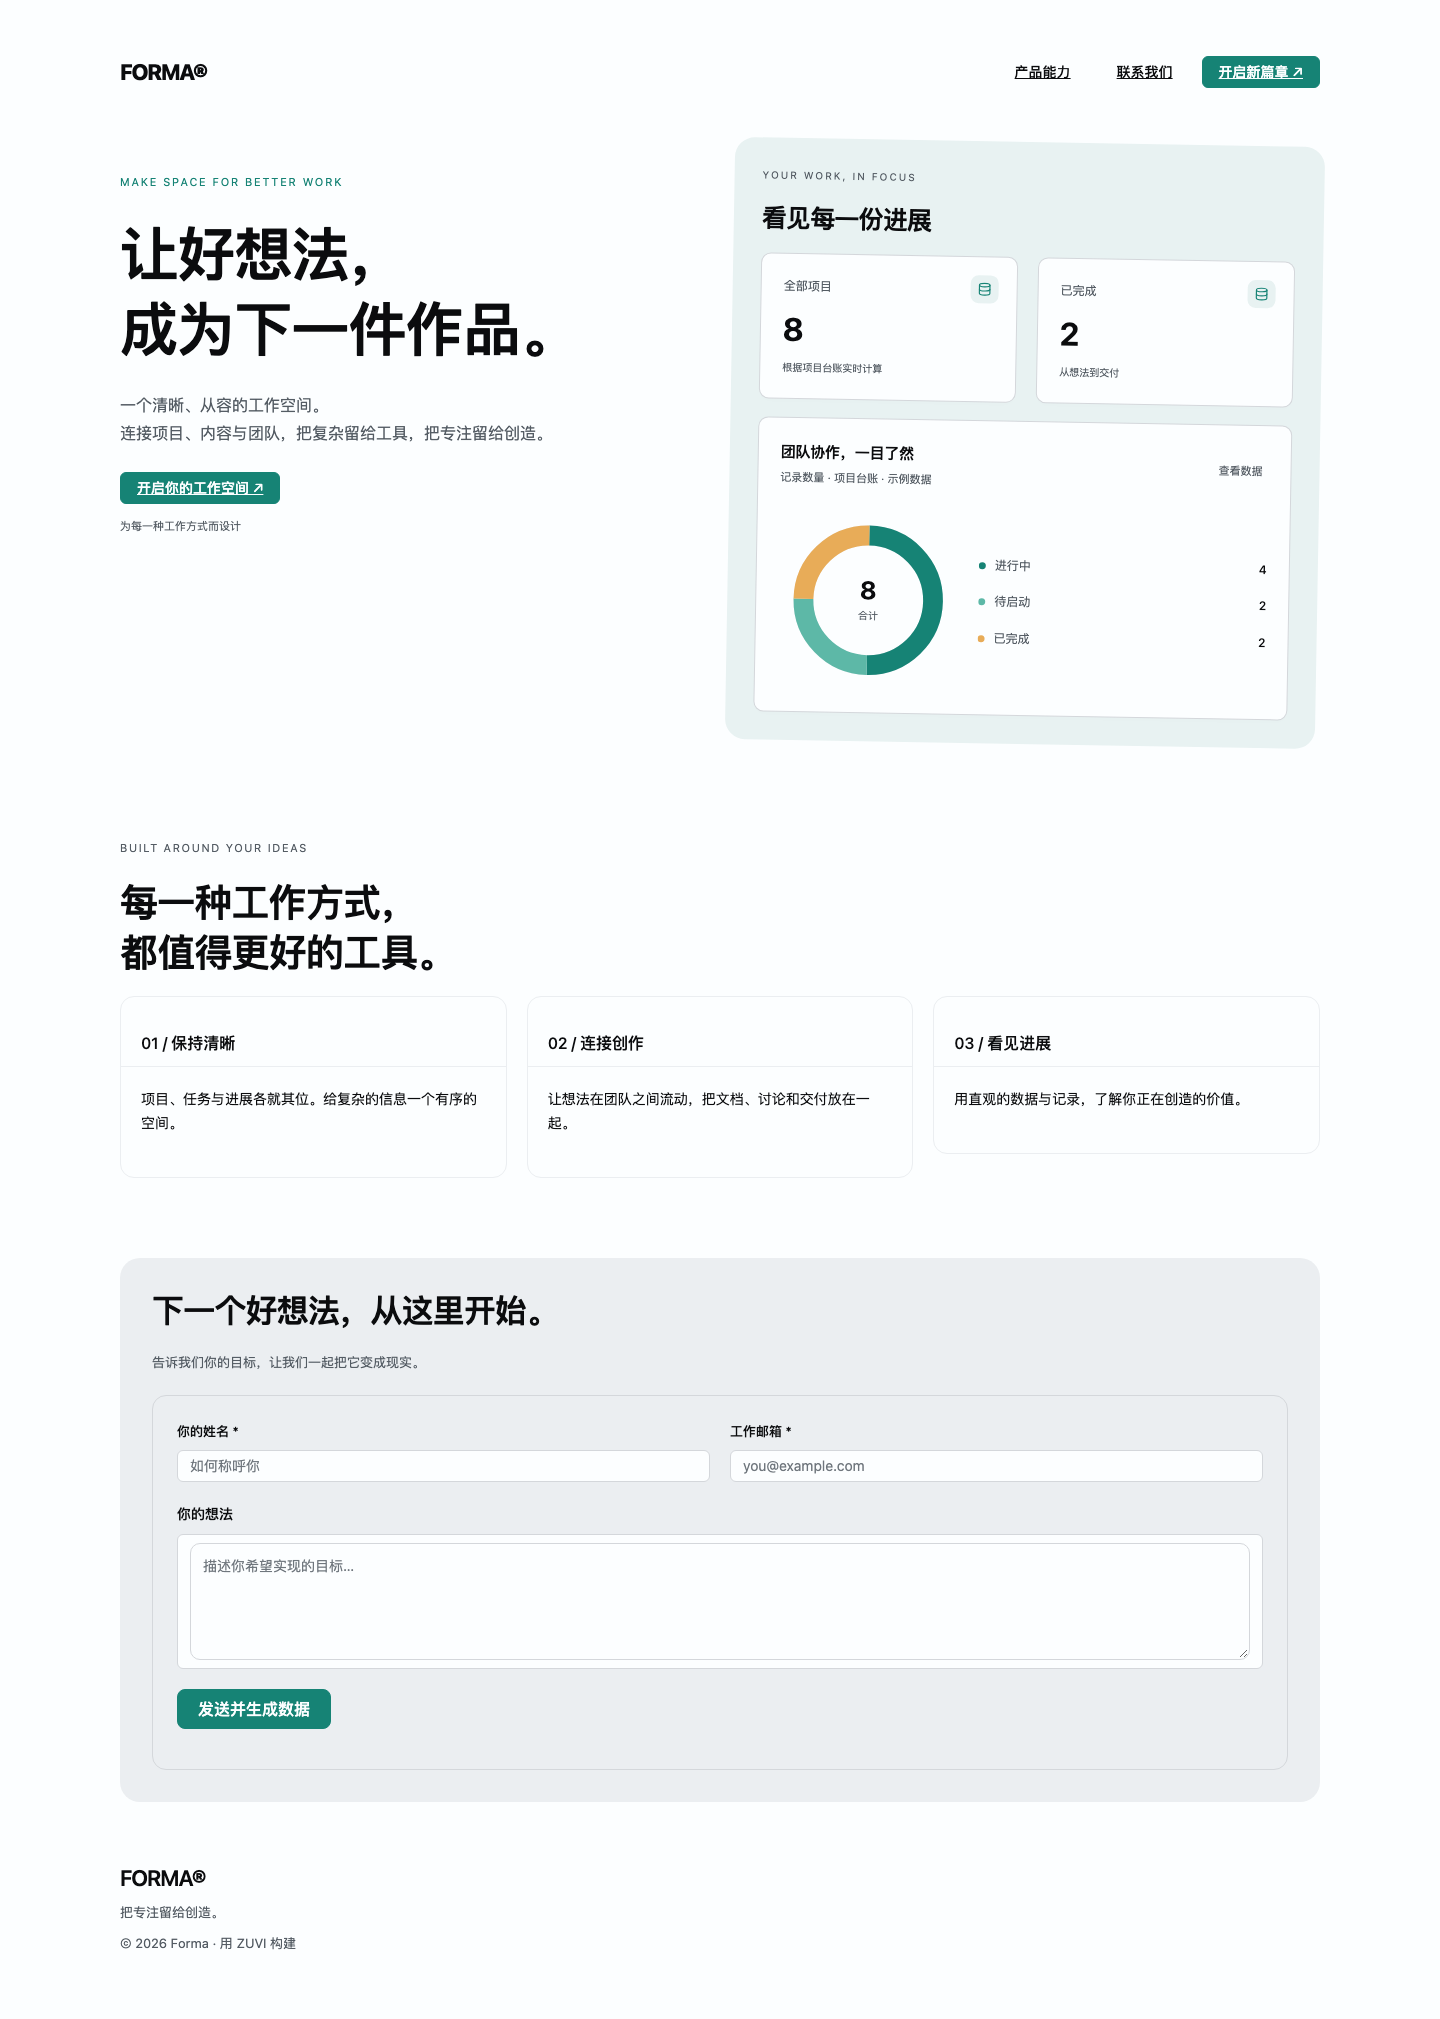 FORMA®
产品能力
联系我们
开启新篇章 ↗
MAKE SPACE FOR BETTER WORK
让好想法，
成为下一件作品。
一个清晰、从容的工作空间。
连接项目、内容与团队，把复杂留给工具，把专注留给创造。
开启你的工作空间 ↗
为每一种工作方式而设计
YOUR WORK, IN FOCUS
看见每一份进展
全部项目
8
根据项目台账实时计算
已完成
2
从想法到交付
团队协作，一目了然
记录数量 · 项目台账 · 示例数据
查看数据
8
合计
进行中 4
待启动 2
已完成 2
BUILT AROUND YOUR IDEAS
每一种工作方式，
都值得更好的工具。
01 / 保持清晰
项目、任务与进展各就其位。给复杂的信息一个有序的
空间。
02 / 连接创作
让想法在团队之间流动，把文档、讨论和交付放在一
起。
03 / 看见进展
用直观的数据与记录，了解你正在创造的价值。
下一个好想法，从这里开始。
告诉我们你的目标，让我们一起把它变成现实。
你的姓名 *
如何称呼你
工作邮箱 *
you@example.com
你的想法
描述你希望实现的目标...
发送并生成数据
FORMA®
把专注留给创造。
© 2026 Forma · 用 ZUVI 构建